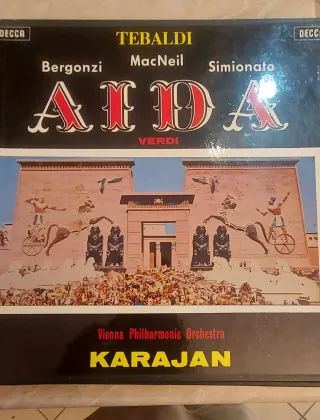 DECCA
TEBALDI
DECCA
Bergonzi MacNeil Simionato
AIDA
VERDI
Vienna Philharmonic Orchestra
KARAJAN